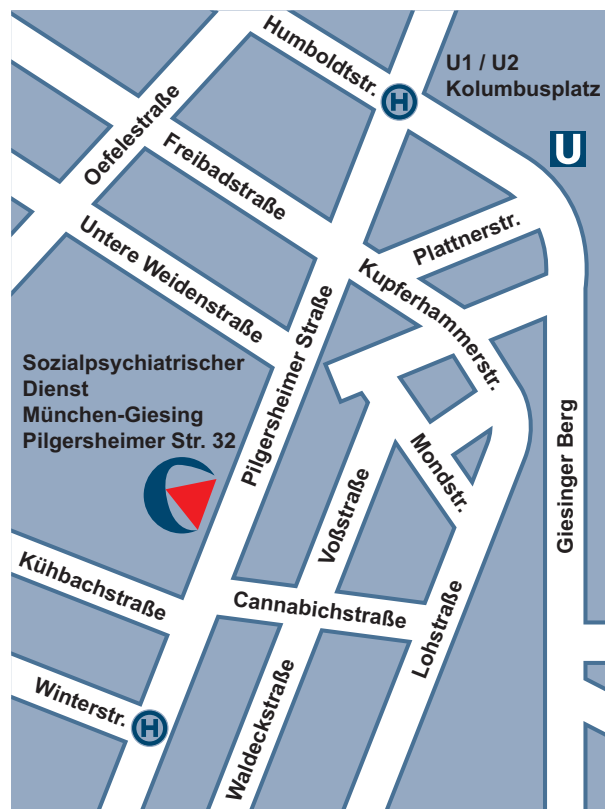 Humboldtstr.
H
U1 / U2
Kolumbusplatz
U
Oefelestraße
Freibadstraße
Plattnerstr.
Untere Weidenstraße
Kupferhammerstr.
Pilgersheimer Straße
Sozialpsychiatrischer
Dienst
München-Giesing
Pilgersheimer Str. 32
Mondstr.
Giesinger Berg
Voßstraße
Kühbachstraße
Cannabichstraße
Lohstraße
Winterstr.
H
Waldeckstraße